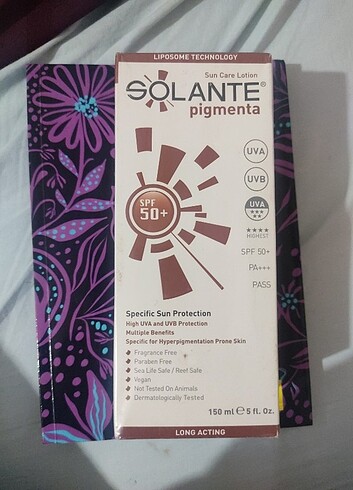 LIPOSOME TECHNOLOGY
Sun Care Lotion
SOLANTE®
pigmenta
UVA
UVB
UVA
★★★
★★
★★★★
HIGHEST
SPF
50+
SPF 50+
PA+++
PASS
Specific Sun Protection
High UVA and UVB Protection
Multiple Benefits
Specific for Hyperpigmentation Prone Skin
Fragrance Free
Paraben Free
Sea Life Safe / Reef Safe
Vegan
Not Tested On Animals
Dermatologically Tested
150 ml ℮ 5 fl. Oz.
LONG ACTING